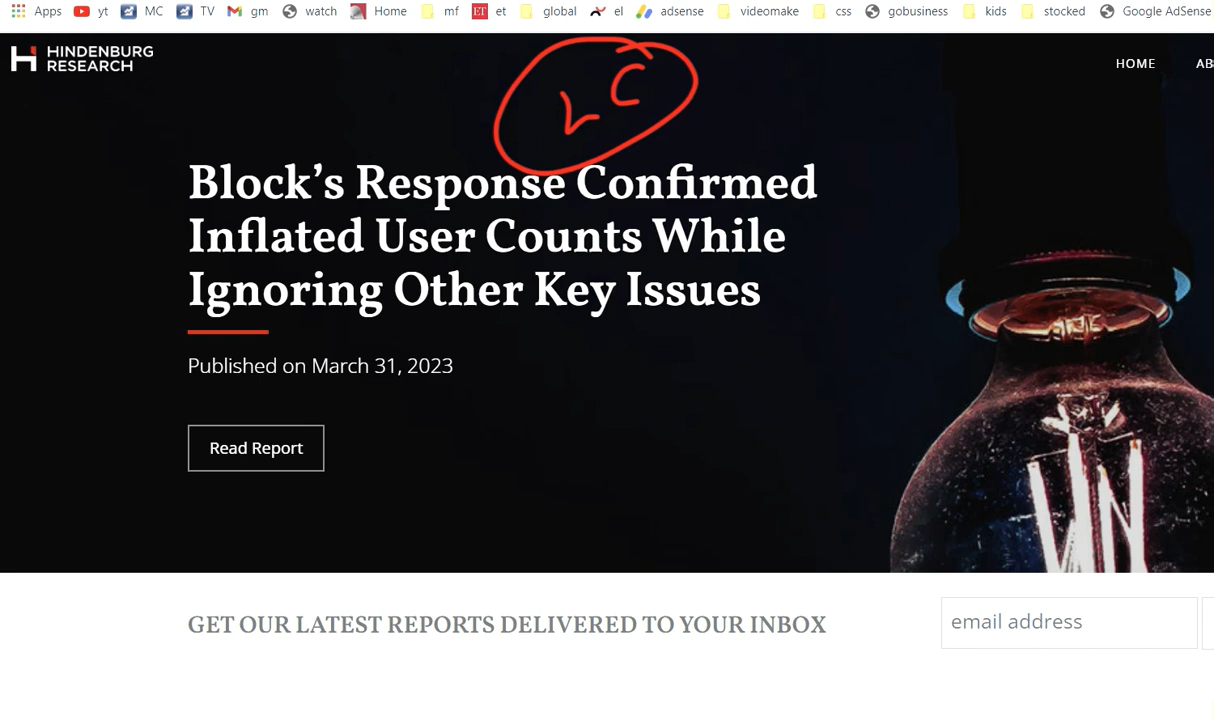 Apps yt MC TV gm watch Home mf ET et global el adsense videomake css gobusiness kids stocked Google AdSense
HINDENBURG
RESEARCH
HOME
AB
L C
Block’s Response Confirmed
Inflated User Counts While
Ignoring Other Key Issues
Published on March 31, 2023
Read Report
GET OUR LATEST REPORTS DELIVERED TO YOUR INBOX
email address